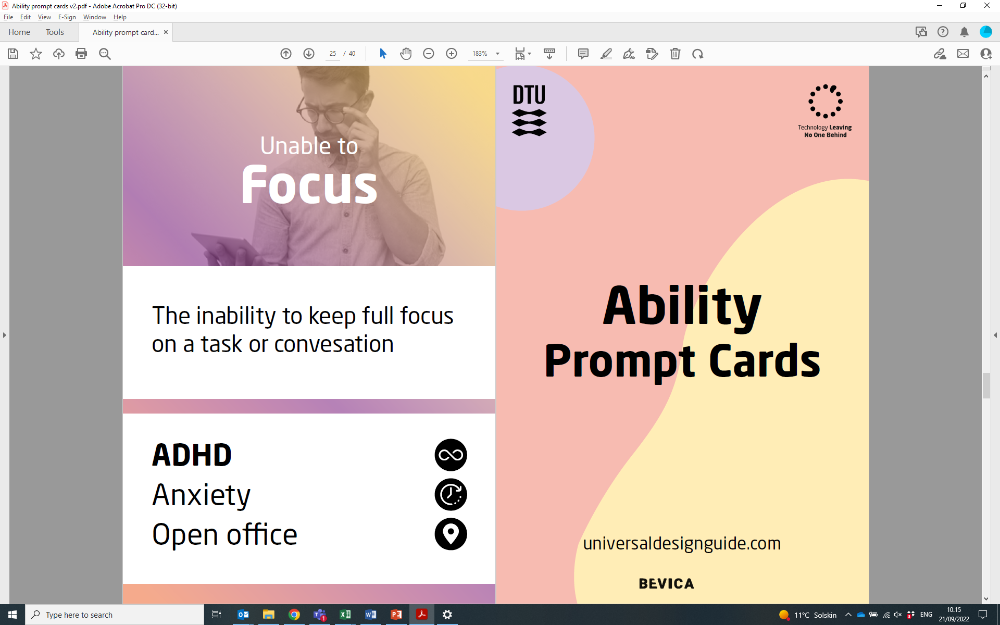 Ability prompt cards v2.pdf - Adobe Acrobat Pro DC (32-bit)
File Edit View E-Sign Window Help
Home Tools Ability prompt card...
25 / 40 183%
Unable to
Focus
The inability to keep full focus
on a task or convesation
ADHD
Anxiety
Open office
DTU
Technology Leaving
No One Behind
Ability
Prompt Cards
universaldesignguide.com
BEVICA
Type here to search
11°C Solskin
ENG
10.15
21/09/2022